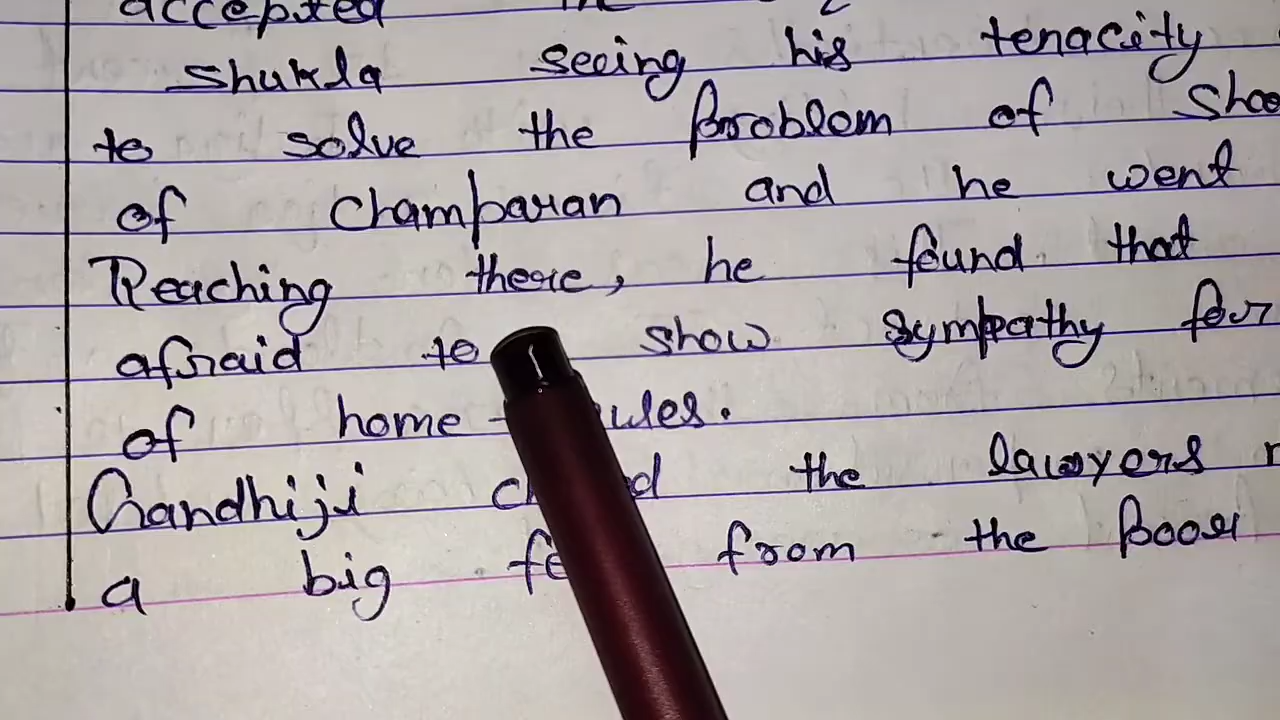 accepted
Shukla seeing his tenacity
to solve the problem of
of champaran and he went
Reaching there, he found that
afraid to show sympathy for
of home
Gandhiji the lawyers
a big from the poor